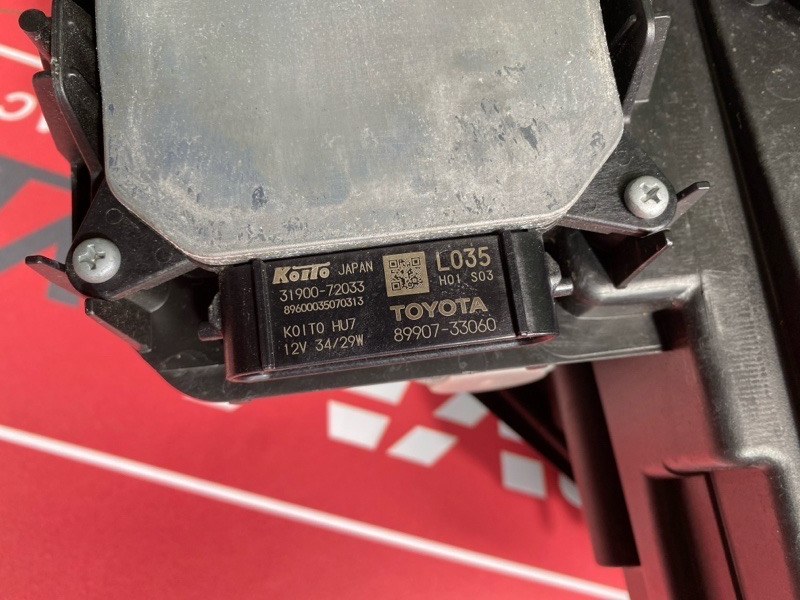 KOITO JAPAN
31900-72033
89600035070313
KOITO HU7
12V 34/29W
L035
H01 S03
TOYOTA
89907-33060